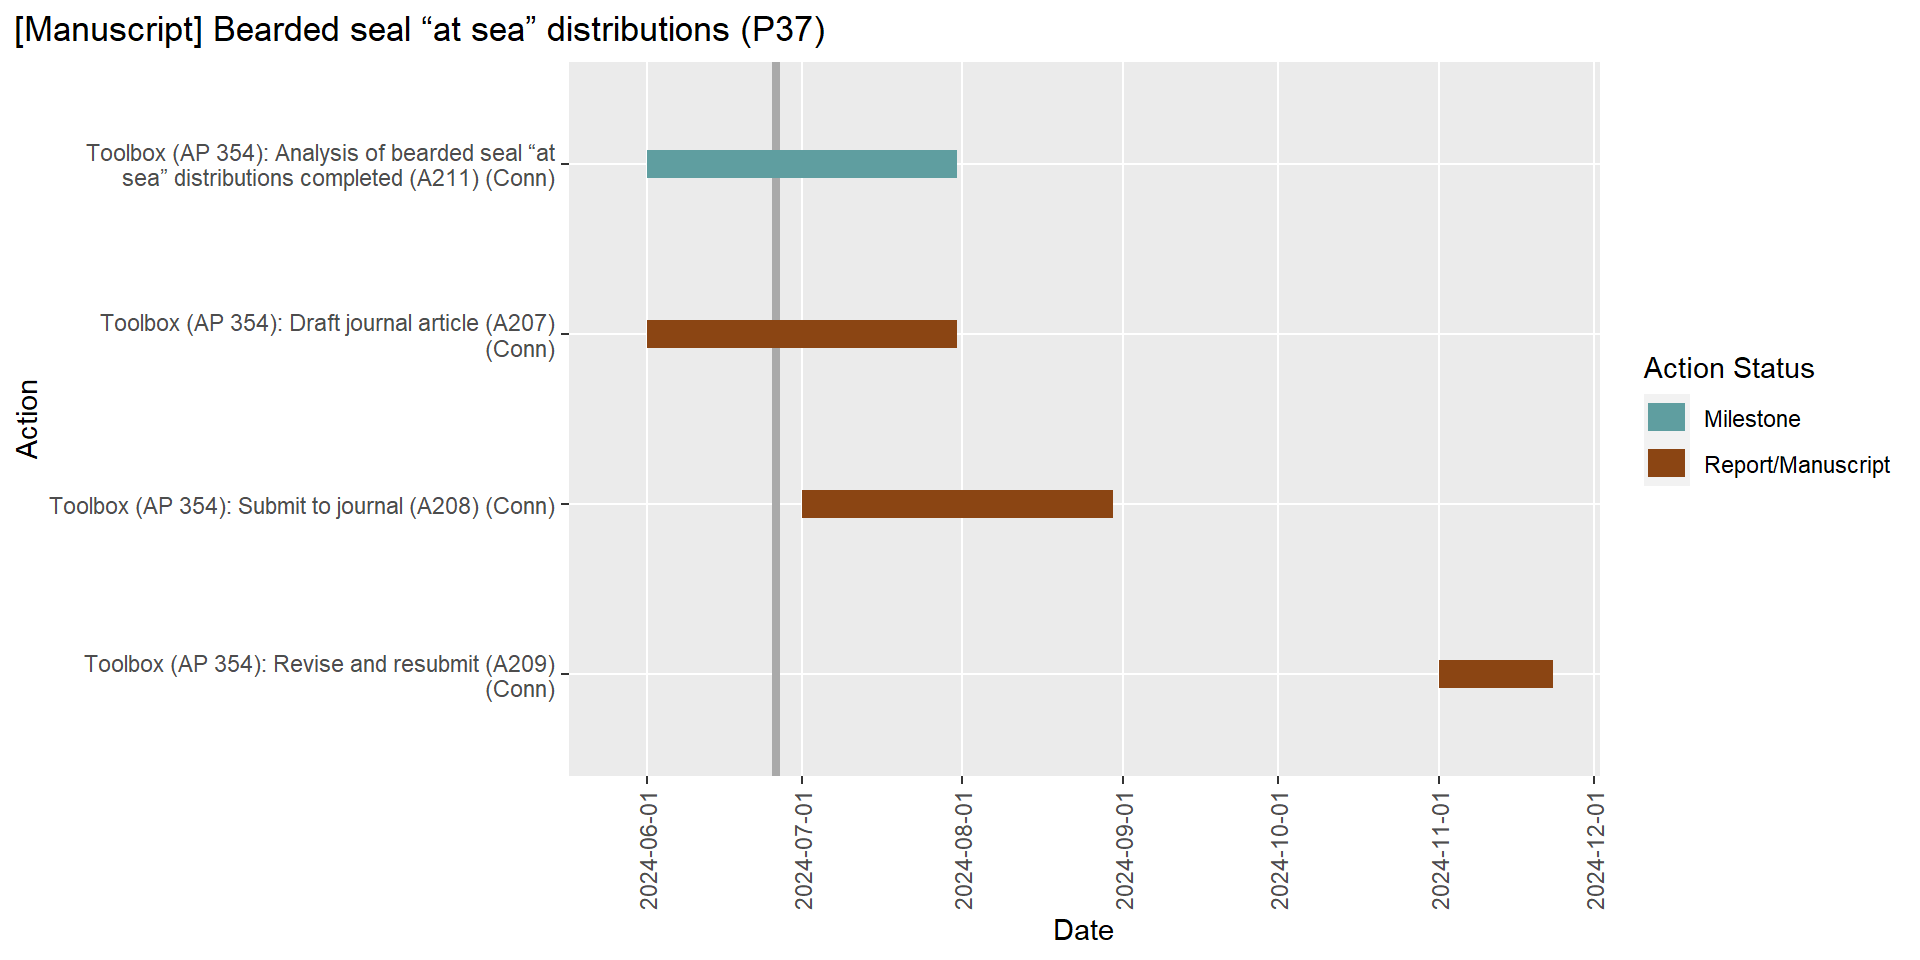 [Manuscript] Bearded seal “at sea” distributions (P37)
Toolbox (AP 354): Analysis of bearded seal “at
sea” distributions completed (A211) (Conn)
Toolbox (AP 354): Draft journal article (A207)
(Conn)
Toolbox (AP 354): Submit to journal (A208) (Conn)
Toolbox (AP 354): Revise and resubmit (A209)
(Conn)
Action
2024-06-01
2024-07-01
2024-08-01
2024-09-01
2024-10-01
2024-11-01
2024-12-01
Date
Action Status
Milestone
Report/Manuscript